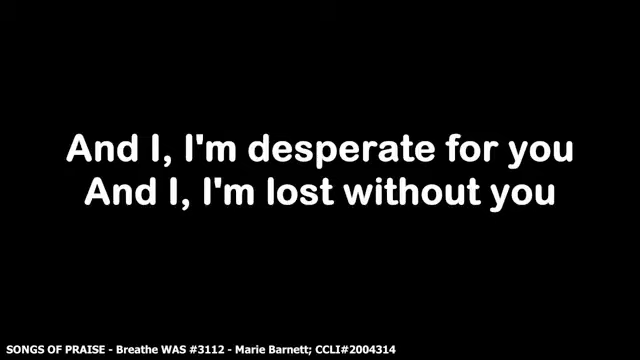 And I, I'm desperate for you
And I, I'm lost without you
SONGS OF PRAISE - Breathe WAS #3112 - Marie Barnett; CCLI#2004314